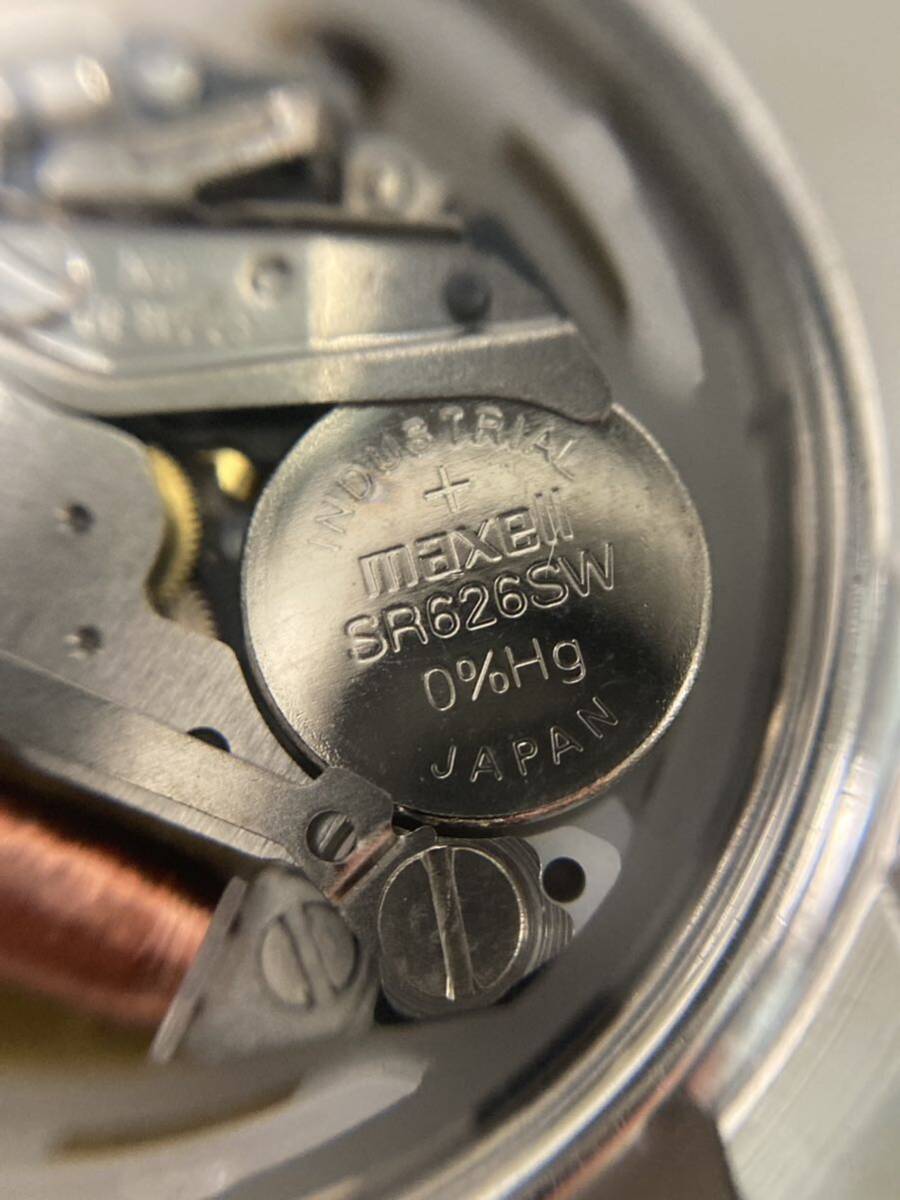 INDUSTRIAL
+
maxell
SR626SW
0%Hg
JAPAN